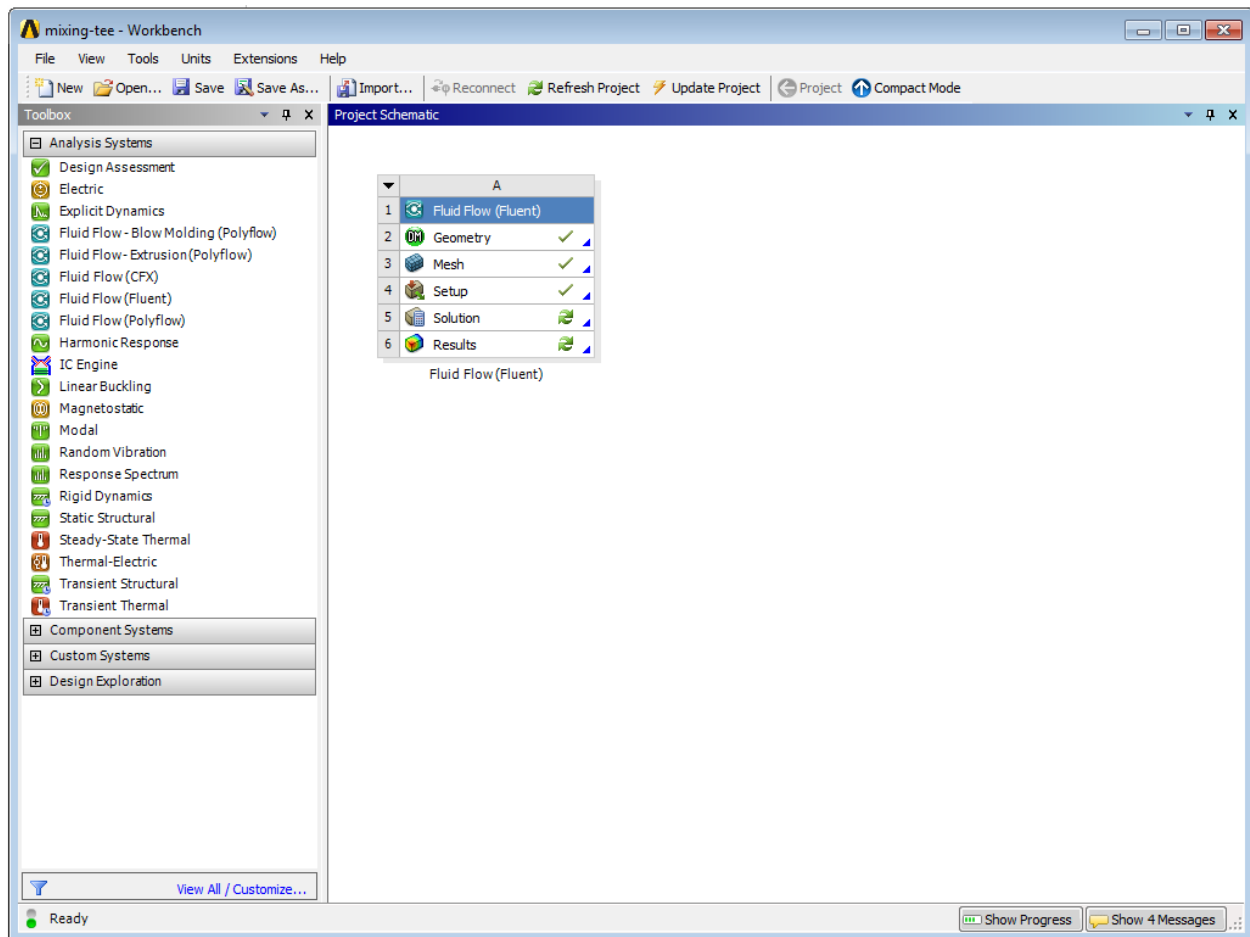 mixing-tee - Workbench
File View Tools Units Extensions Help
New Open... Save Save As... Import... Reconnect Refresh Project Update Project Project Compact Mode
Toolbox
Project Schematic
Analysis Systems
Design Assessment
Electric
Explicit Dynamics
Fluid Flow - Blow Molding (Polyflow)
Fluid Flow - Extrusion (Polyflow)
Fluid Flow (CFX)
Fluid Flow (Fluent)
Fluid Flow (Polyflow)
Harmonic Response
IC Engine
Linear Buckling
Magnetostatic
Modal
Random Vibration
Response Spectrum
Rigid Dynamics
Static Structural
Steady-State Thermal
Thermal-Electric
Transient Structural
Transient Thermal
Component Systems
Custom Systems
Design Exploration
View All / Customize...
A
1 Fluid Flow (Fluent)
2 DM Geometry
3 Mesh
4 Setup
5 Solution
6 Results
Fluid Flow (Fluent)
Ready
Show Progress
Show 4 Messages